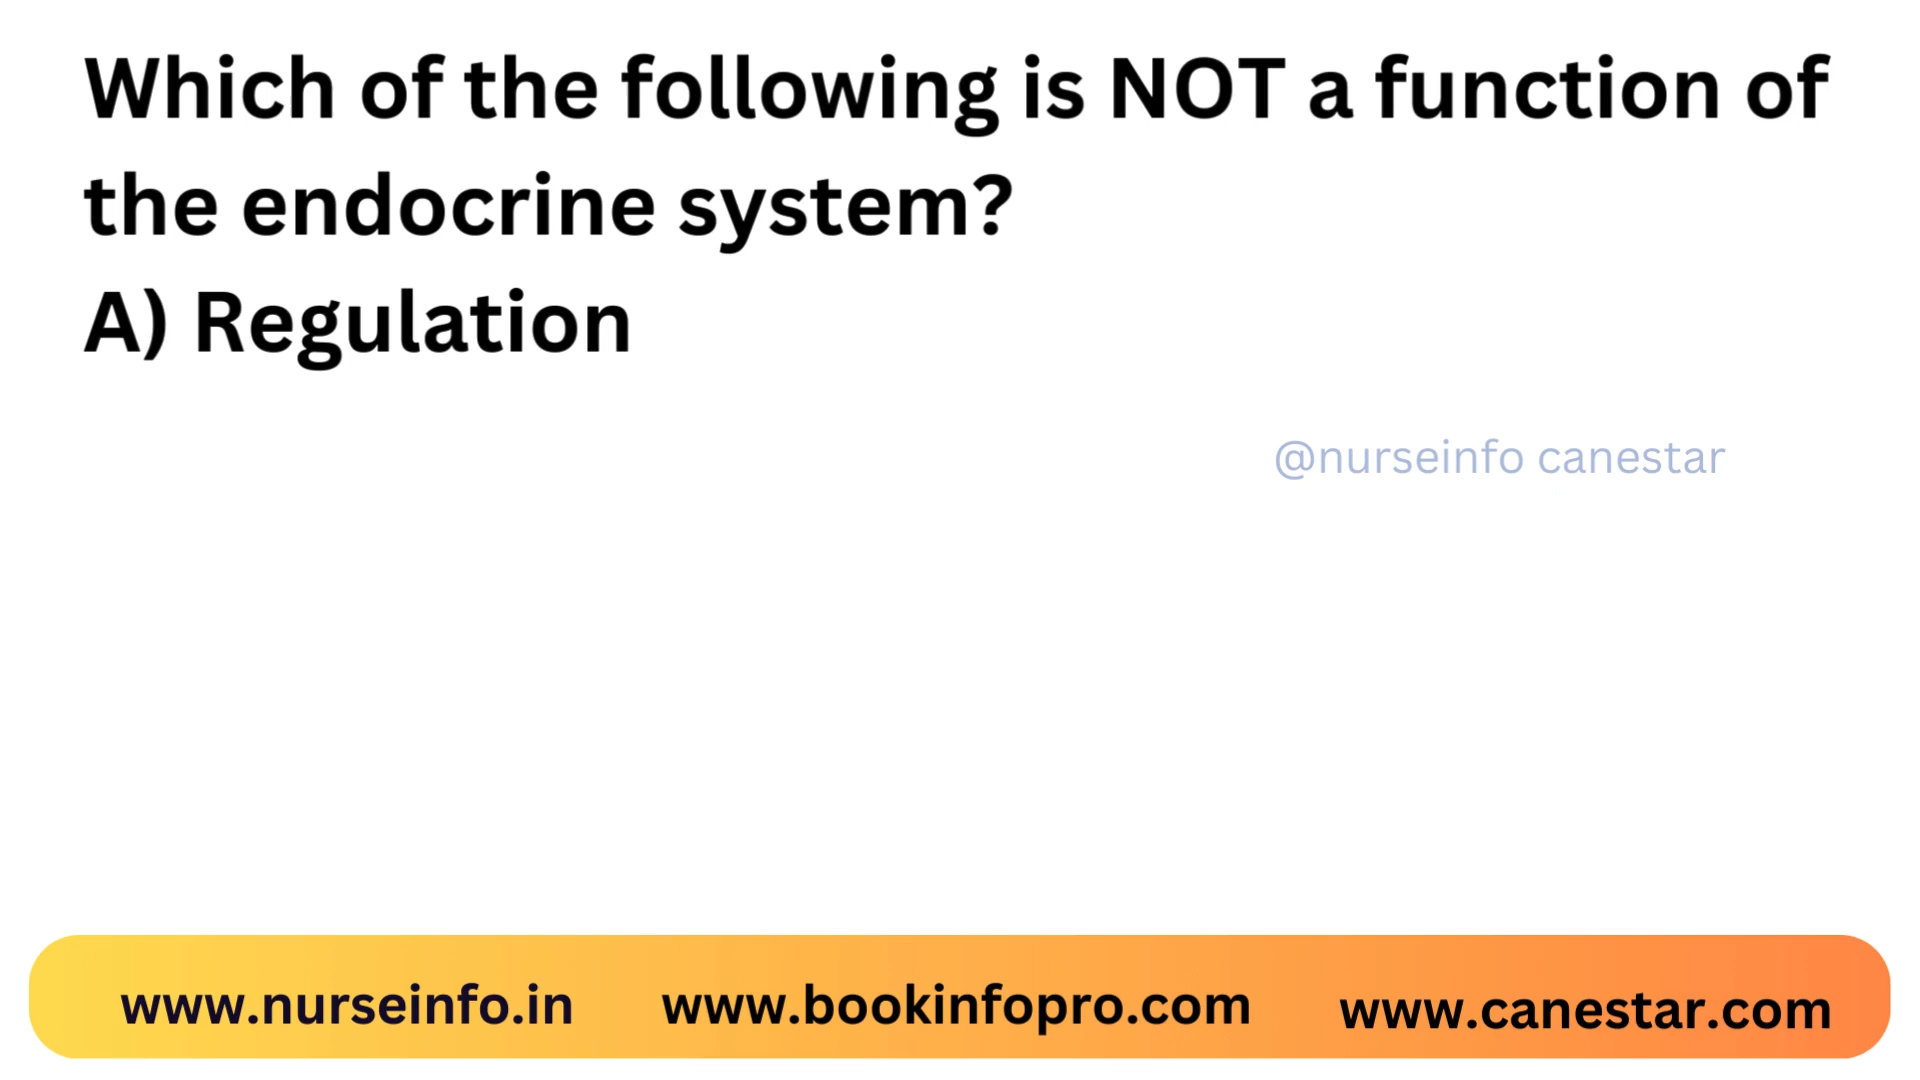 Which of the following is NOT a function of
the endocrine system?
A) Regulation
@nurseinfo canestar
www.nurseinfo.in www.bookinfopro.com www.canestar.com